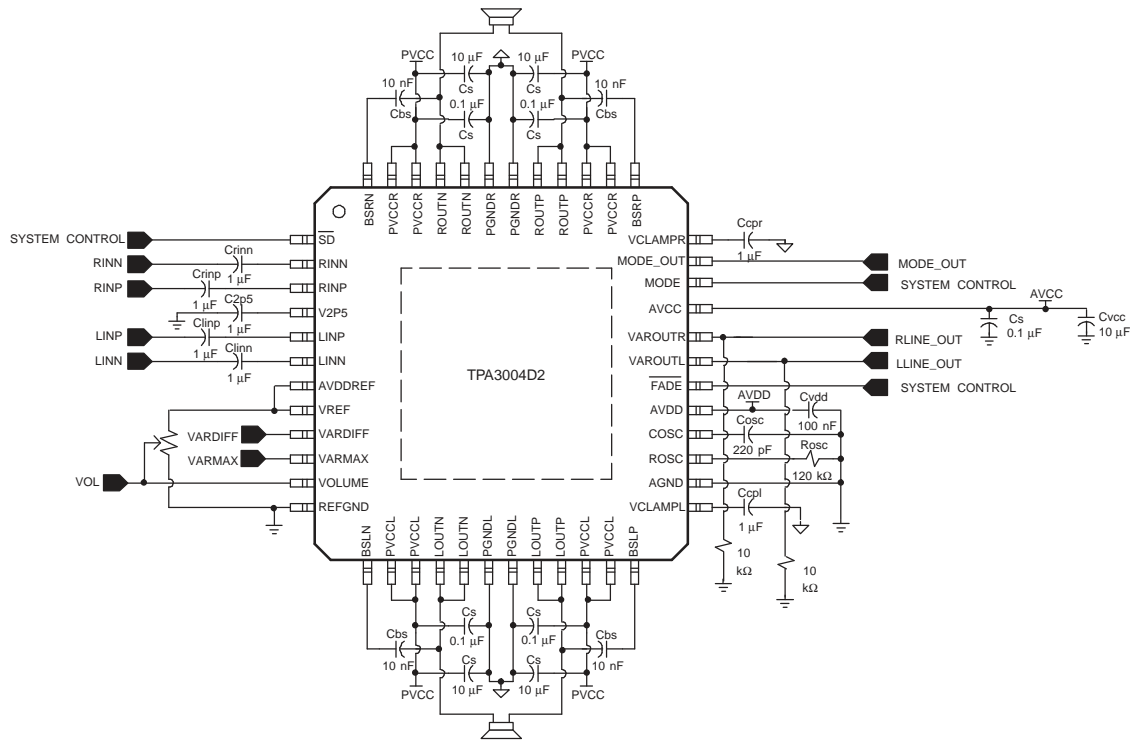 PVCC 10 µF 10 µF PVCC
Cs Cs
10 nF 10 nF
Cbs 0.1 µF 0.1 µF Cbs
Cs Cs
BSRN PVCCR PVCCR ROUTN ROUTN PGNDR PGNDR ROUTP ROUTP PVCCR PVCCR BSRP
SYSTEM CONTROL SD
RINN Crinn 1 µF RINN
RINP Crinp 1 µF RINP
C2p5 1 µF V2P5
LINP Clinp 1 µF LINP
LINN Clinn 1 µF LINN
AVDDREF
VREF
VARDIFF VARDIFF
VARMAX VARMAX
VOL VOLUME
REFGND
TPA3004D2
VCLAMPR Ccpr 1 µF
MODE_OUT MODE_OUT
MODE SYSTEM CONTROL
AVCC Cs 0.1 µF AVCC Cvcc 10 µF
VAROUTR RLINE_OUT
VAROUTL LLINE_OUT
FADE SYSTEM CONTROL
AVDD AVDD Cvdd 100 nF
COSC Cosc 220 pF
ROSC Rosc 120 kΩ
AGND
VCLAMPL Ccpl 1 µF
10 kΩ
10 kΩ
BSLN PVCCL PVCCL LOUTN LOUTN PGNDL PGNDL LOUTP LOUTP PVCCL PVCCL BSLP
Cs Cs
Cbs 0.1 µF 0.1 µF Cbs
10 nF Cs Cs 10 nF
PVCC 10 µF 10 µF PVCC